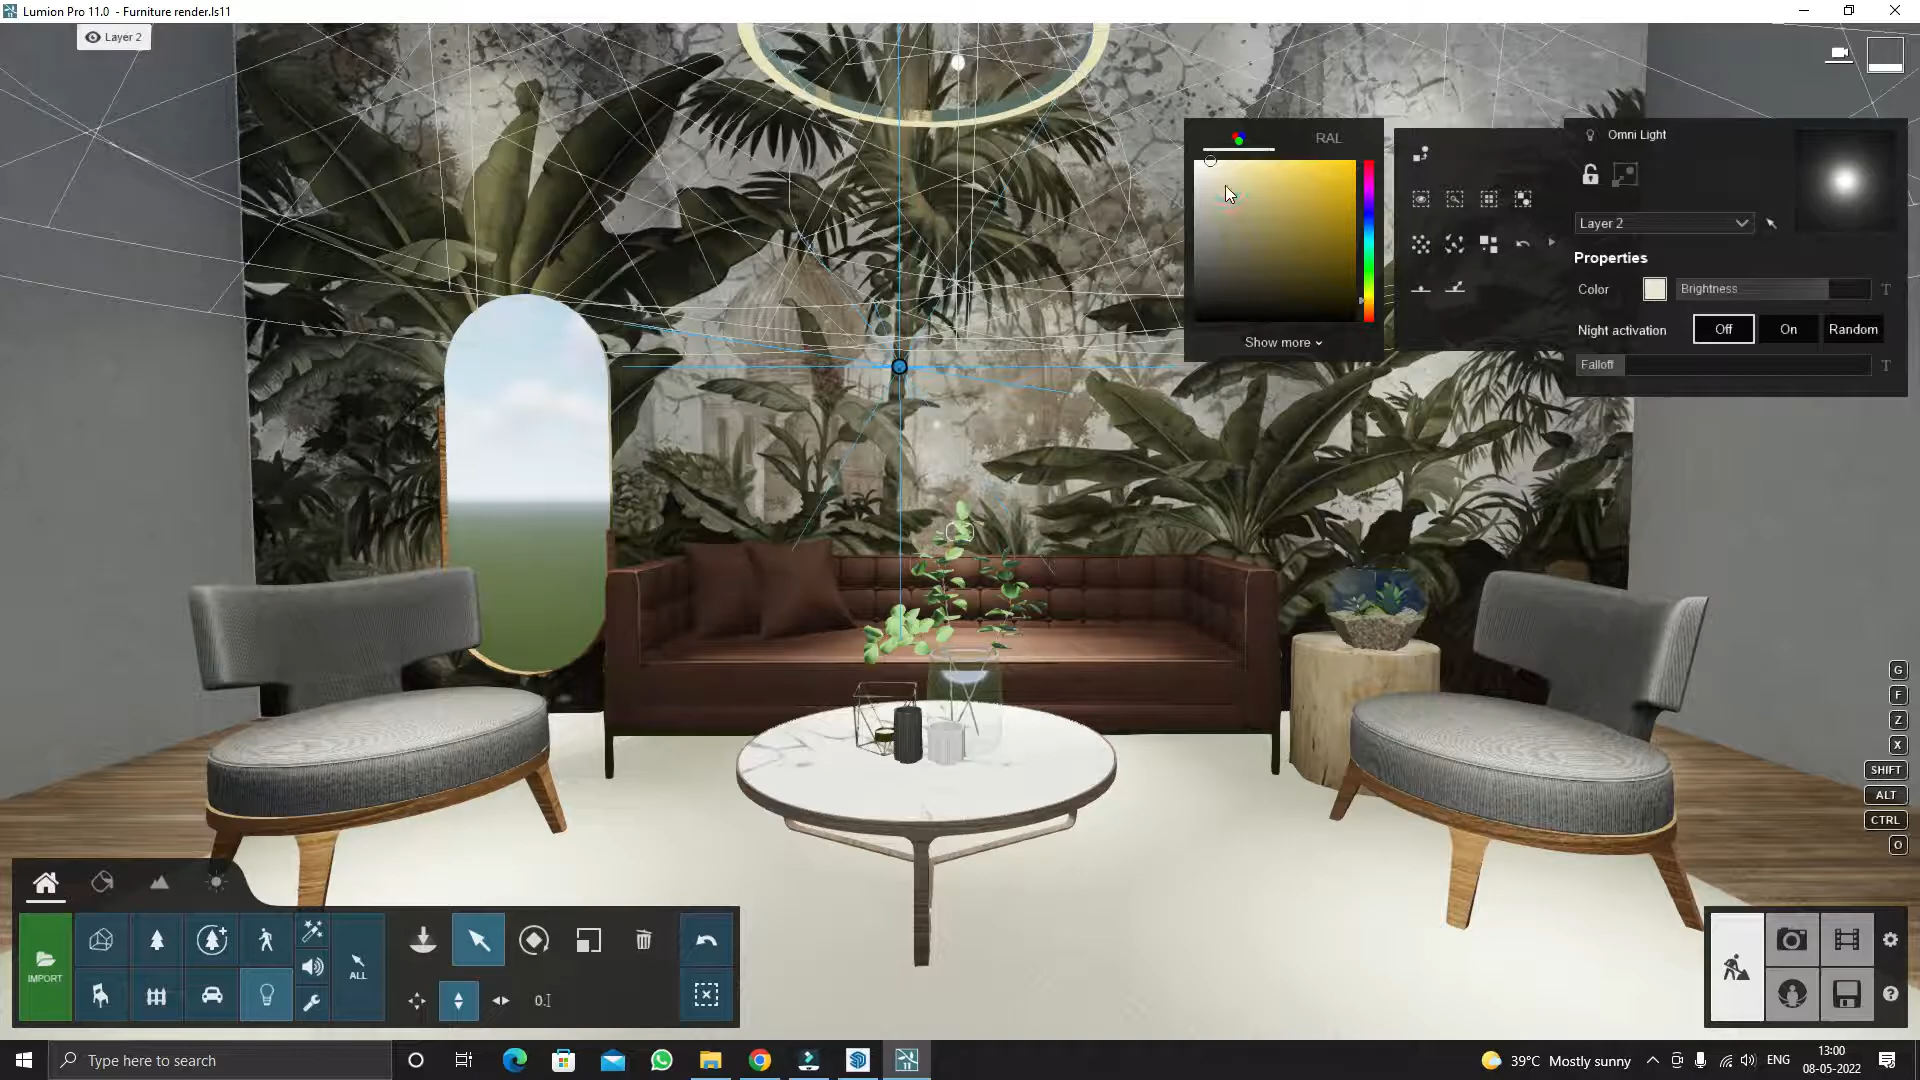 Lumion Pro 11.0 - Furniture render.ls11
Layer 2
RAL
Show more
Omni Light
Layer 2
Properties
Color
Brightness
T
Night activation
Off
On
Random
Falloff
T
G
F
Z
X
SHIFT
ALT
CTRL
O
IMPORT
ALL
?
Type here to search
39°C Mostly sunny
ENG
13:00
08-05-2022